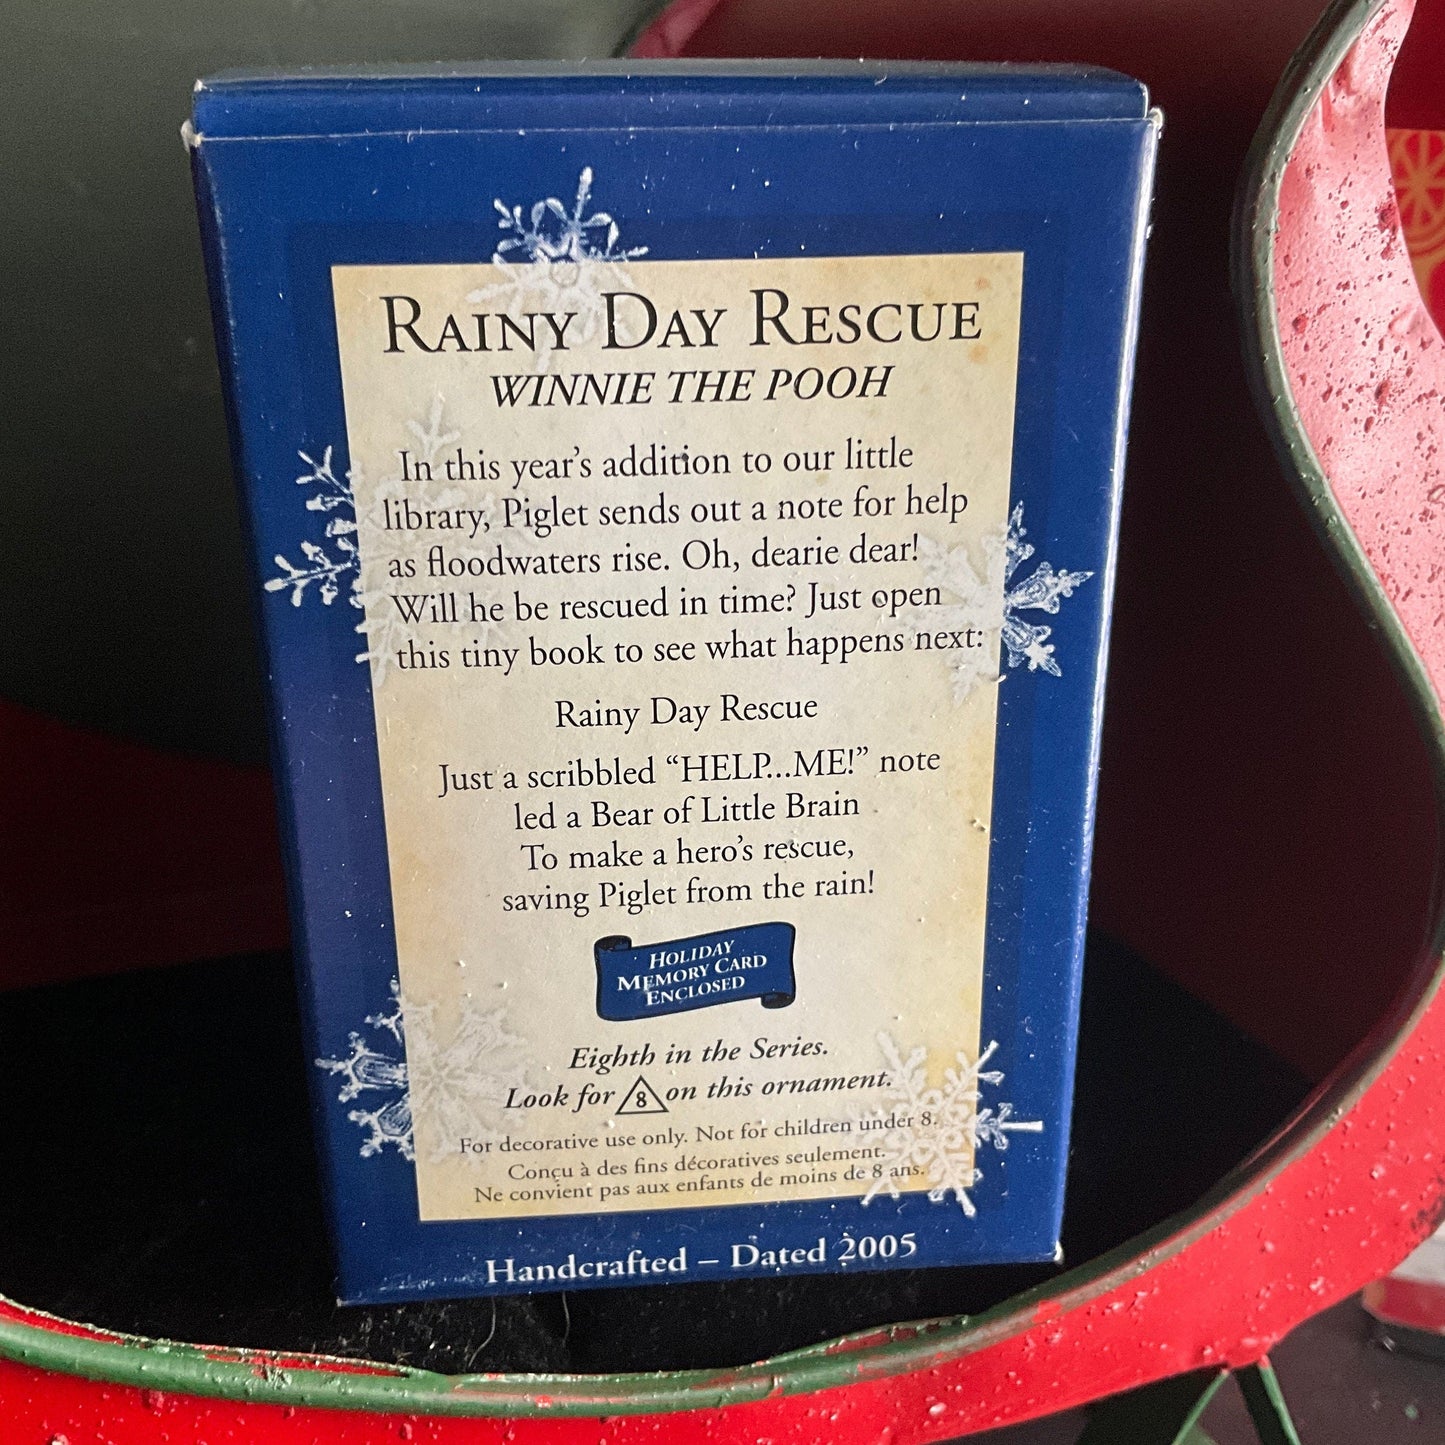 RAINY DAY RESCUE
WINNIE THE POOH
In this year's addition to our little
library, Piglet sends out a note for help
as floodwaters rise. Oh, dearie dear!
Will he be rescued in time? Just open
this tiny book to see what happens next:
Rainy Day Rescue
Just a scribbled “HELP...ME!” note
led a Bear of Little Brain
To make a hero's rescue,
saving Piglet from the rain!
HOLIDAY
MEMORY CARD
ENCLOSED
Eighth in the Series.
Look for 8 on this ornament.
For decorative use only. Not for children under 8.
Conçu à des fins décoratives seulement.
Ne convient pas aux enfants de moins de 8 ans.
Handcrafted – Dated 2005